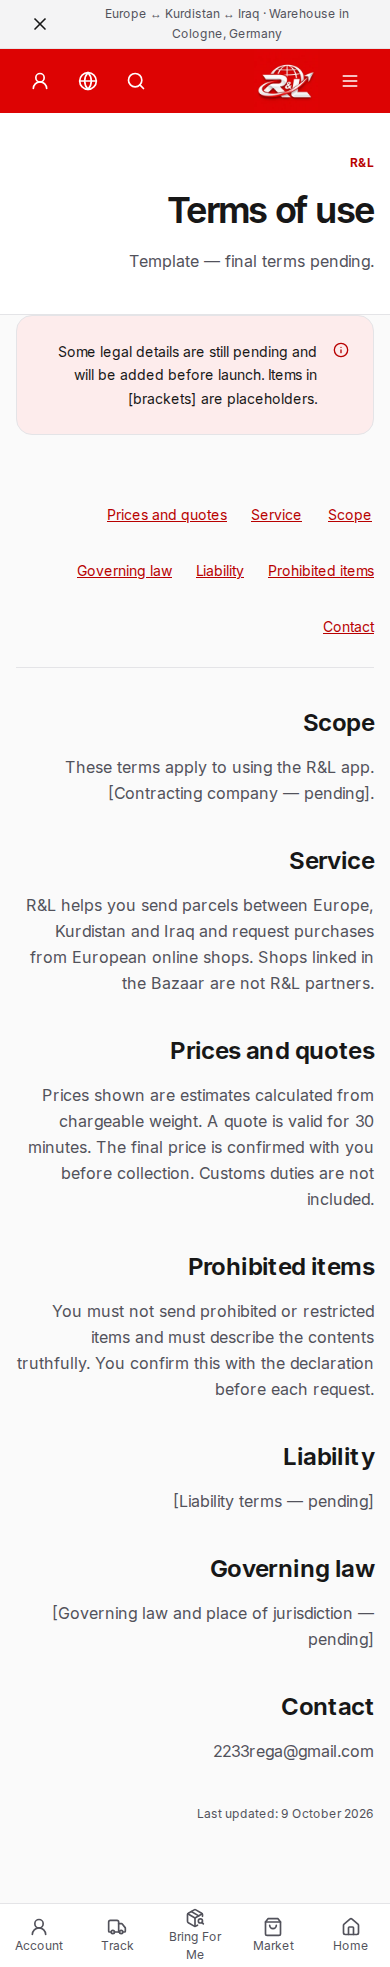 Europe ↔ Kurdistan ↔ Iraq · Warehouse in
Cologne, Germany
R&L
R&L
Terms of use
Template — final terms pending.
Some legal details are still pending and
will be added before launch. Items in
[brackets] are placeholders.
Prices and quotes Service Scope
Governing law Liability Prohibited items
Contact
Scope
These terms apply to using the R&L app.
[Contracting company — pending].
Service
R&L helps you send parcels between Europe,
Kurdistan and Iraq and request purchases
from European online shops. Shops linked in
the Bazaar are not R&L partners.
Prices and quotes
Prices shown are estimates calculated from
chargeable weight. A quote is valid for 30
minutes. The final price is confirmed with you
before collection. Customs duties are not
included.
Prohibited items
You must not send prohibited or restricted
items and must describe the contents
truthfully. You confirm this with the declaration
before each request.
Liability
[Liability terms — pending]
Governing law
[Governing law and place of jurisdiction —
pending]
Contact
2233rega@gmail.com
Last updated: 9 October 2026
Account Track Bring For Me Market Home